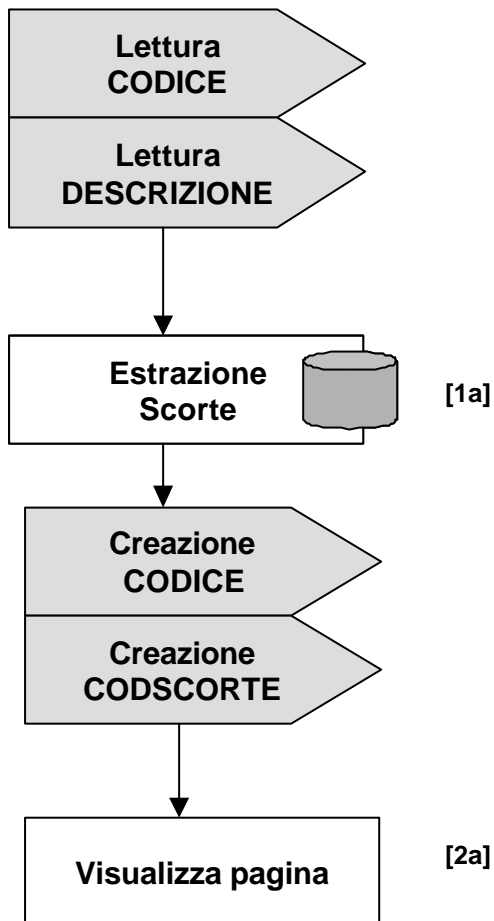 Lettura
CODICE
Lettura
DESCRIZIONE
Estrazione
Scorte
[1a]
Creazione
CODICE
Creazione
CODSCORTE
Visualizza pagina
[2a]